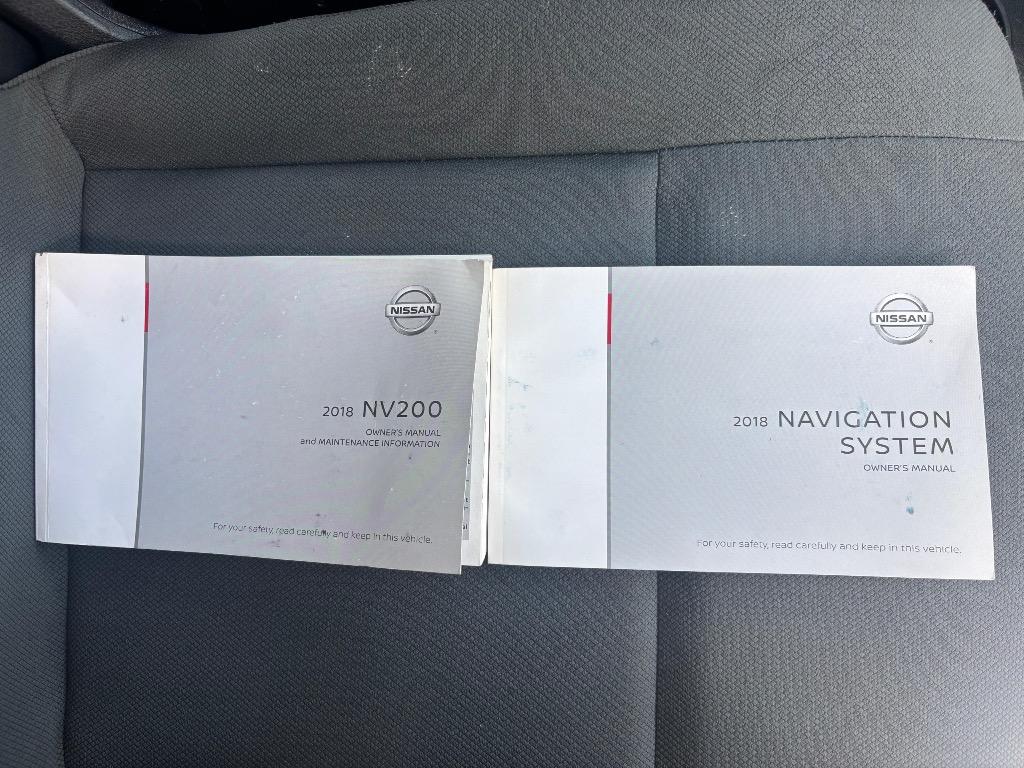 NISSAN
2018 NV200
OWNER'S MANUAL
and MAINTENANCE INFORMATION
For your safety, read carefully and keep in this vehicle.
NISSAN
2018 NAVIGATION
SYSTEM
OWNER'S MANUAL
For your safety, read carefully and keep in this vehicle.